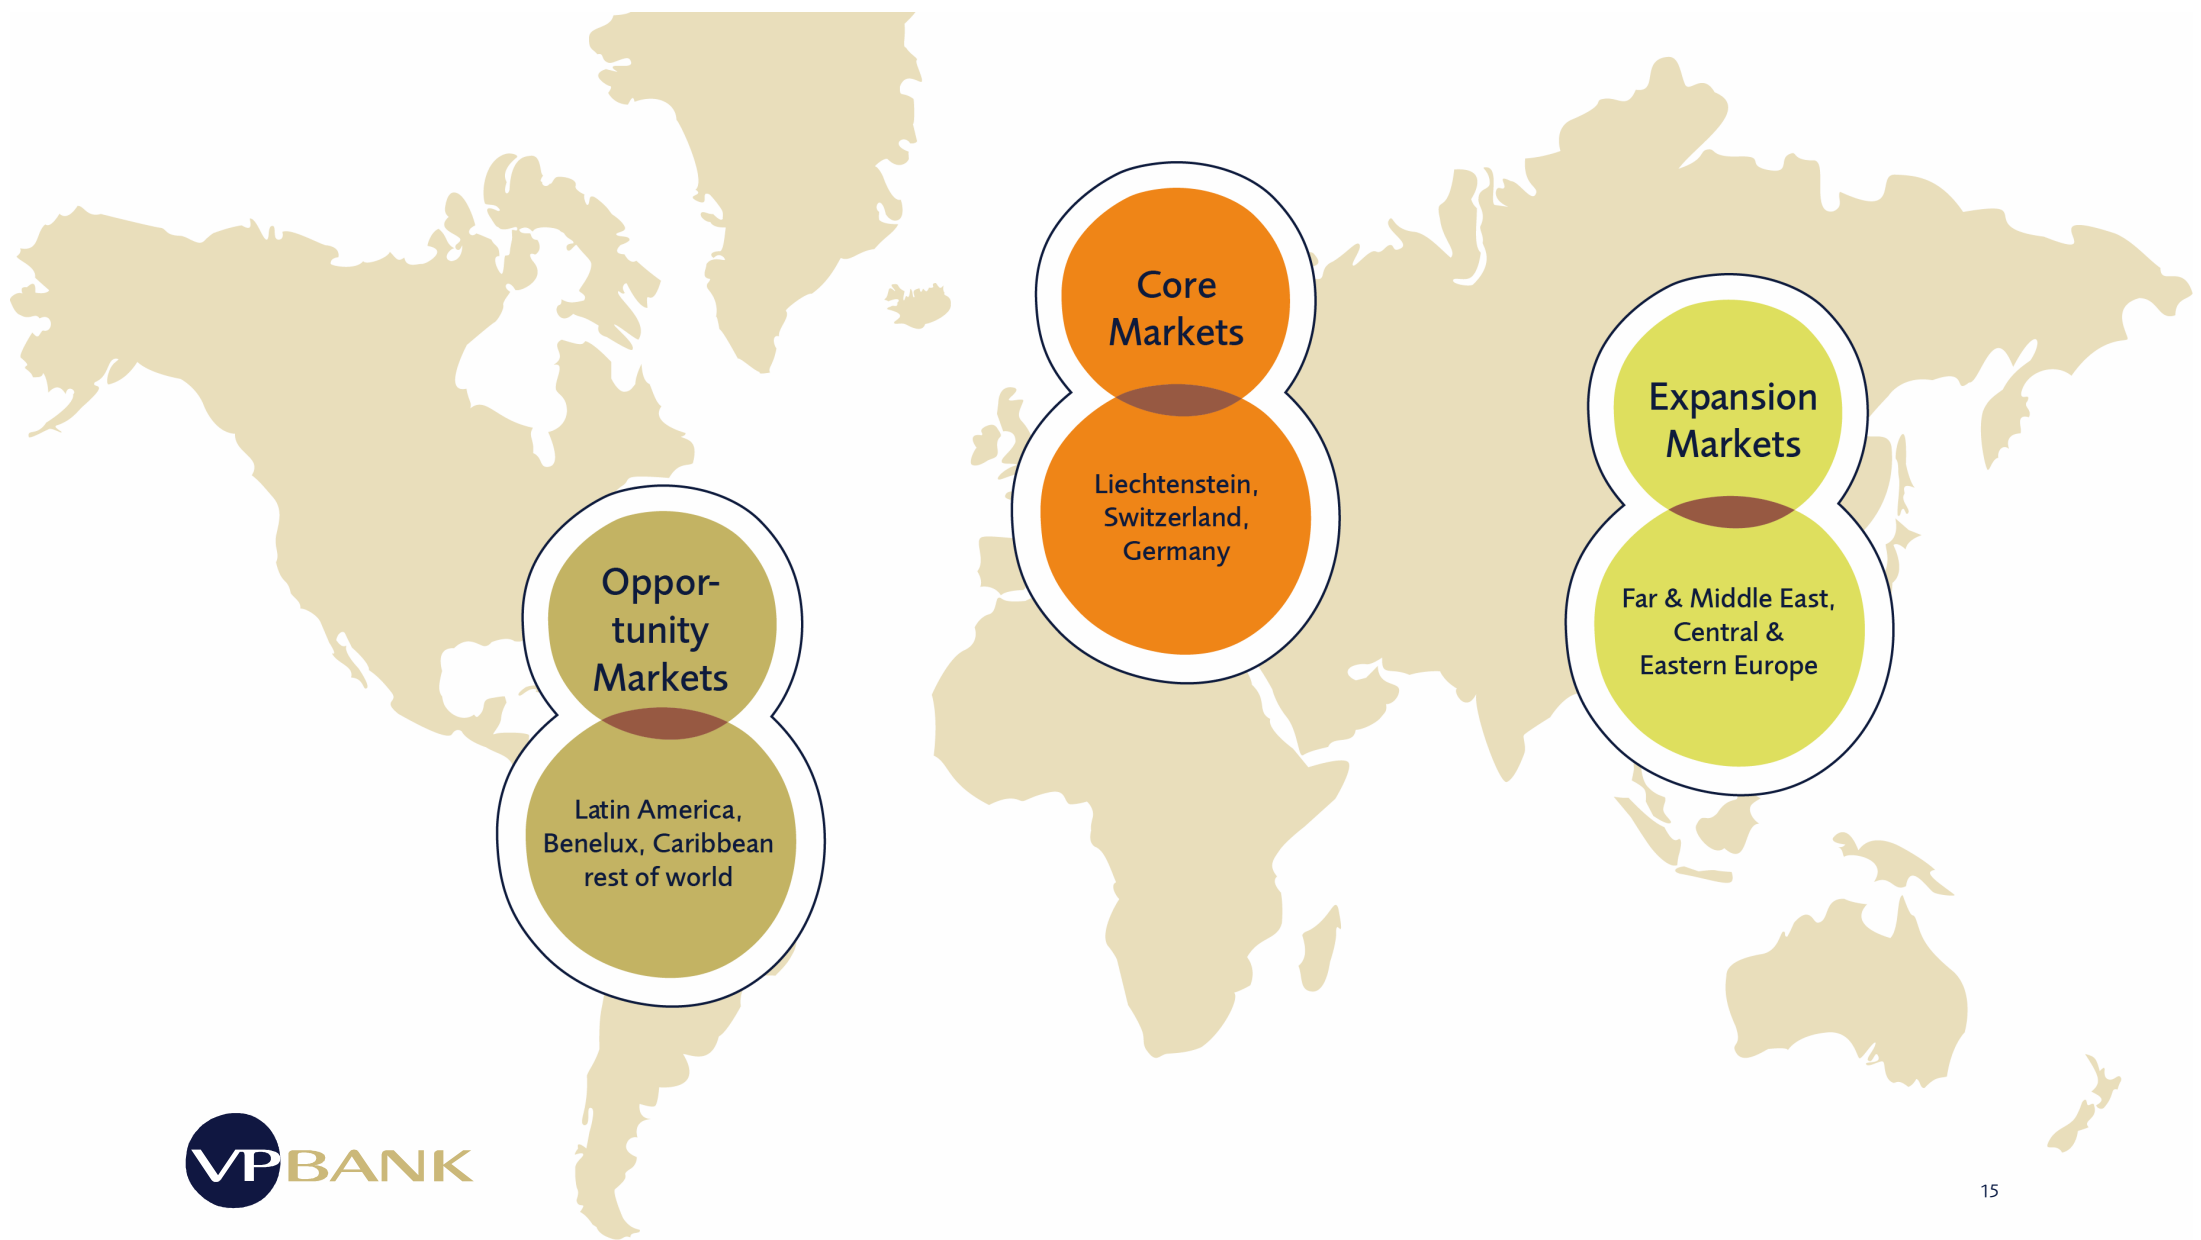 Core
Markets
Liechtenstein,
Switzerland,
Germany
Expansion
Markets
Far & Middle East,
Central &
Eastern Europe
Oppor-
tunity
Markets
Latin America,
Benelux, Caribbean
rest of world
VPBANK
15